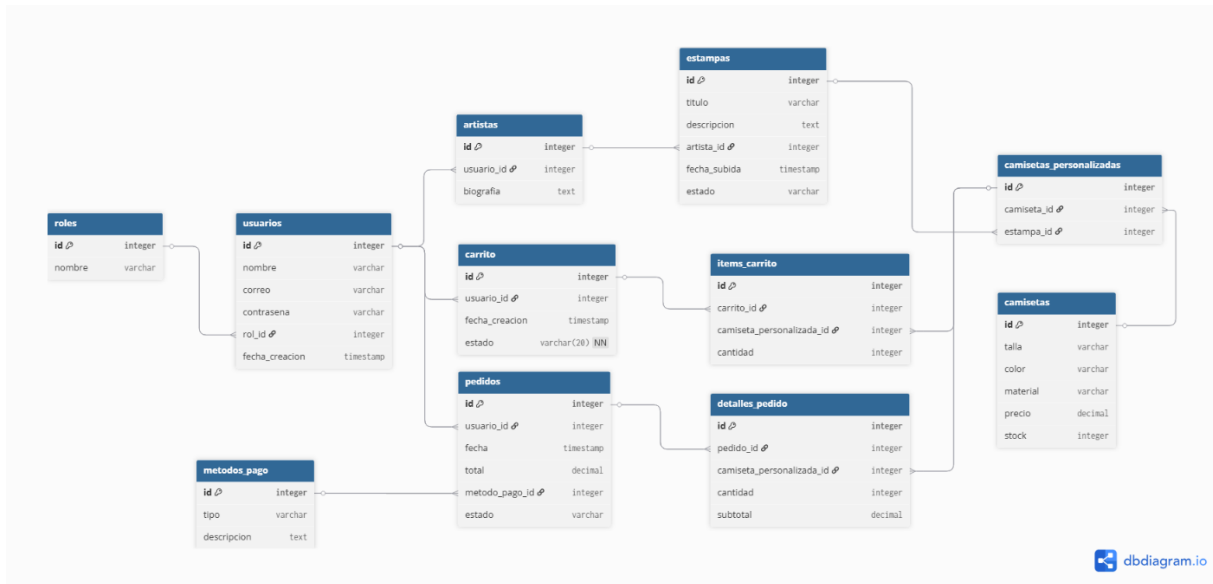 estampas
id integer
titulo varchar
descripcion text
artista_id integer
fecha_subida timestamp
estado varchar
artistas
id integer
usuario_id integer
biografia text
camisetas_personalizadas
id integer
camiseta_id integer
estampa_id integer
roles
id integer
nombre varchar
usuarios
id integer
nombre varchar
correo varchar
contrasena varchar
rol_id integer
fecha_creacion timestamp
carrito
id integer
usuario_id integer
fecha_creacion timestamp
estado varchar(20) NN
items_carrito
id integer
carrito_id integer
camiseta_personalizada_id integer
cantidad integer
camisetas
id integer
talla varchar
color varchar
material varchar
precio decimal
stock integer
pedidos
id integer
usuario_id integer
fecha timestamp
total decimal
metodo_pago_id integer
estado varchar
detalles_pedido
id integer
pedido_id integer
camiseta_personalizada_id integer
cantidad integer
subtotal decimal
metodos_pago
id integer
tipo varchar
descripcion text
dbdiagram.io